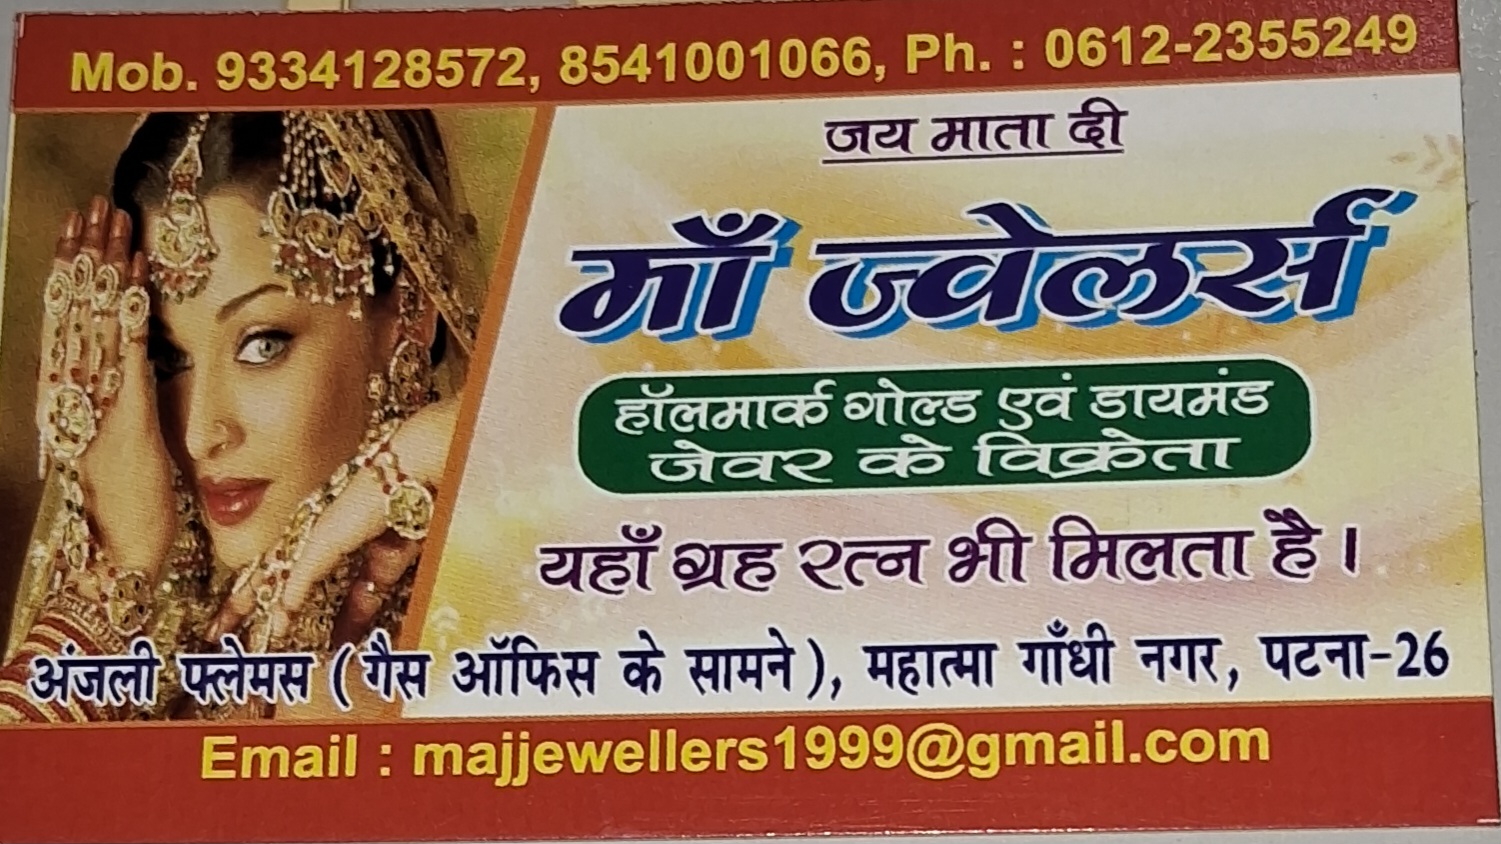 Mob. 9334128572, 8541001066, Ph. : 0612-2355249
जय माता दी
माँ ज्वेलर्स
हॉलमार्क गोल्ड एवं डायमंड
जेवर के विक्रेता
यहाँ ग्रह रत्न भी मिलता है।
अंजली फ्लेमस (गैस ऑफिस के सामने), महात्मा गाँधी नगर, पटना-26
Email : majjewellers1999@gmail.com